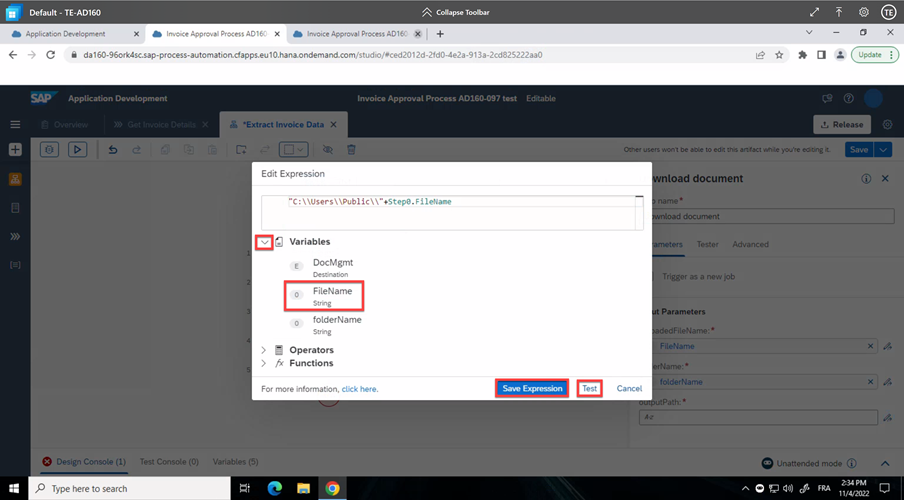 Default - TE-AD160
Collapse Toolbar
TE
Application Development
Invoice Approval Process AD160
Invoice Approval Process AD160-
da160-96ork4sc.sap-process-automation.cfapps.eu10.hana.ondemand.com/studio/#ced2012d-2fd0-4e2a-913a-2cd825222aa0
Update
SAP
Application Development
Invoice Approval Process AD160-097 test
Editable
Overview
Get Invoice Details
*Extract Invoice Data
Release
Other users won't be able to edit this artifact while you're editing it.
Save
Edit Expression
"C:\\Users\\Public\\"+Step0.FileName
Variables
E
DocMgmt
Destination
0
FileName
String
0
folderName
String
Operators
fx
Functions
For more information, click here.
Save Expression
Test
Cancel
ownload document
p name*
ownload document
rameters
Tester
Advanced
Trigger as a new job
ut Parameters
oadedFileName:*
FileName
erName:*
folderName
outputPath:*
Design Console (1)
Test Console (0)
Variables (5)
Unattended mode
Type here to search
FRA
2:34 PM
11/4/2022